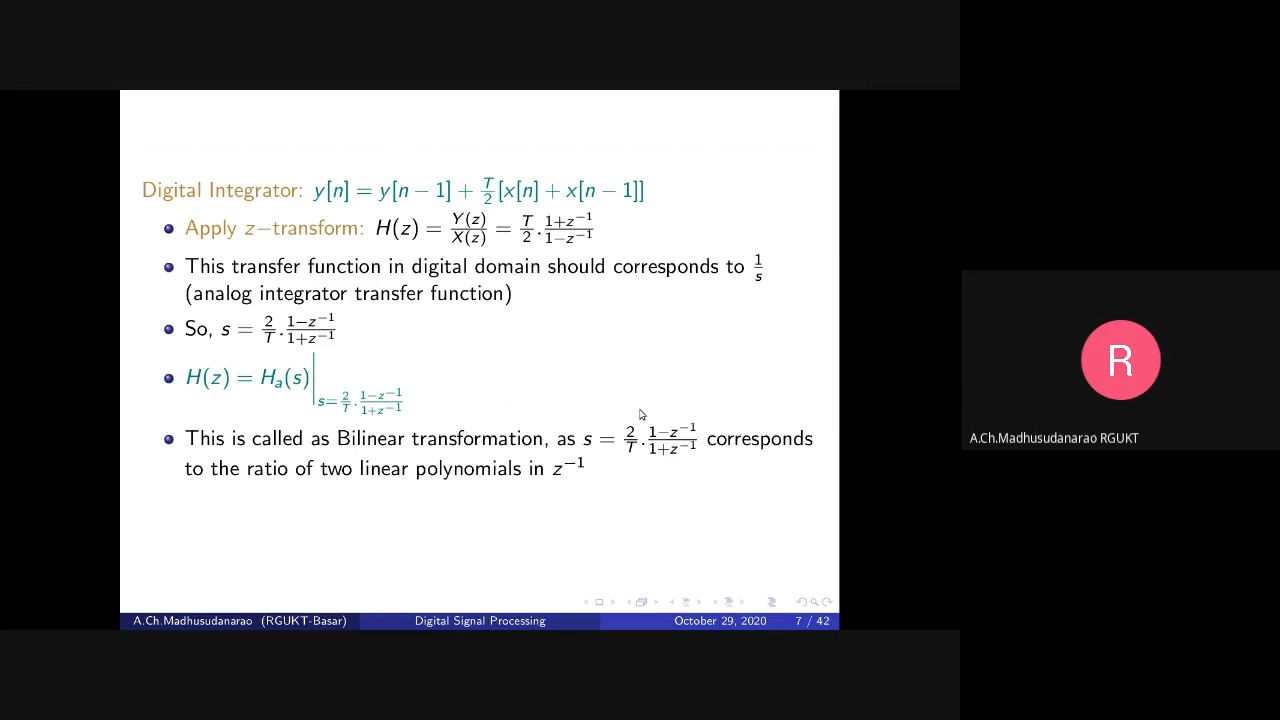 Digital Integrator: y[n] = y[n − 1] + T/2 [x[n] + x[n − 1]]
Apply z−transform: H(z) = Y(z)/X(z) = T/2 . 1+z⁻¹/1−z⁻¹
This transfer function in digital domain should corresponds to 1/s
(analog integrator transfer function)
So, s = 2/T . 1−z⁻¹/1+z⁻¹
H(z) = Hₐ(s)| s= 2/T . 1−z⁻¹/1+z⁻¹
This is called as Bilinear transformation, as s = 2/T . 1−z⁻¹/1+z⁻¹ corresponds
to the ratio of two linear polynomials in z⁻¹
A.Ch.Madhusudanarao (RGUKT-Basar) Digital Signal Processing October 29, 2020 7 / 42
R
A.Ch.Madhusudanarao RGUKT